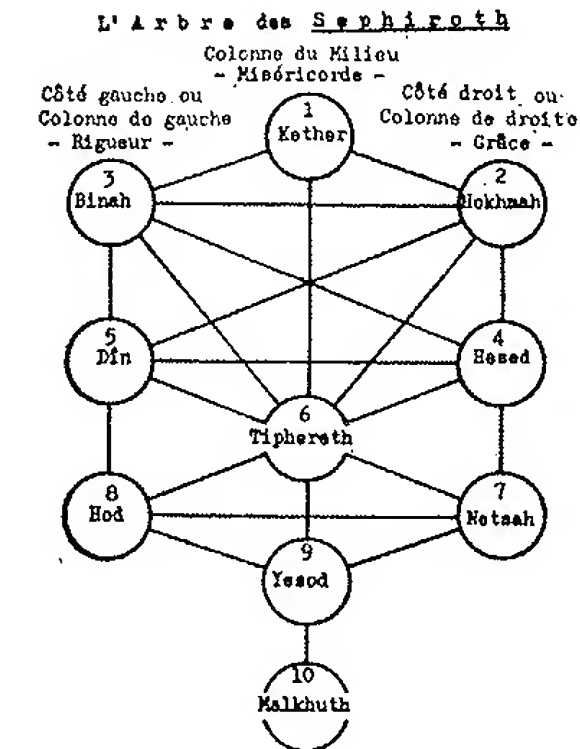 L'Arbre des Sephiroth
Colonne du Milieu
- Miséricorde -
Côté gauche ou
Colonne de gauche
- Rigueur -
Côté droit ou
Colonne de droite
- Grâce -
1
Kether
3
Binah
2
Hokhmah
5
Dîn
4
Hesed
6
Tiphereth
8
Hod
7
Netsah
9
Yesod
10
Malkhuth